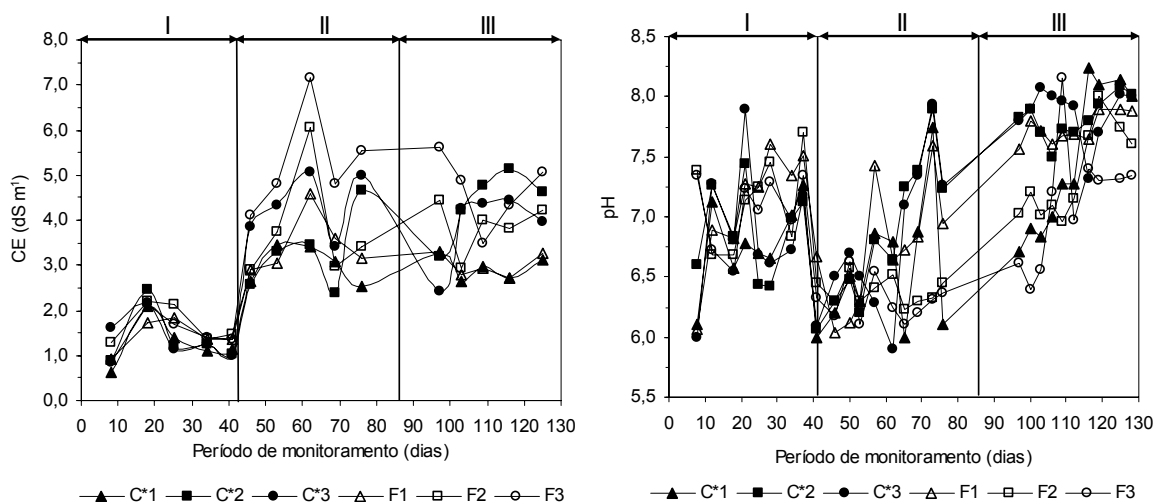 I II III
8,0
7,0
6,0
5,0
4,0
3,0
2,0
1,0
0,0
CE (dS m¹)
0 10 20 30 40 50 60 70 80 90 100 110 120 130
Período de monitoramento (dias)
C*1 C*2 C*3 F1 F2 F3
I II III
8,5
8,0
7,5
7,0
6,5
6,0
5,5
pH
0 10 20 30 40 50 60 70 80 90 100 110 120 130
Período de monitoramento (dias)
C*1 C*2 C*3 F1 F2 F3